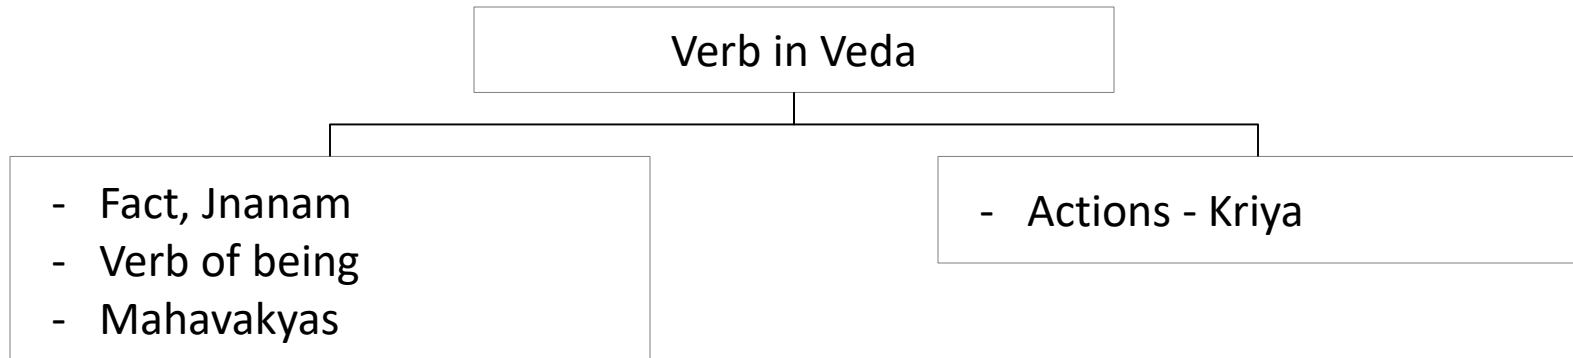 Verb in Veda
- Fact, Jnanam
- Verb of being
- Mahavakyas
- Actions - Kriya